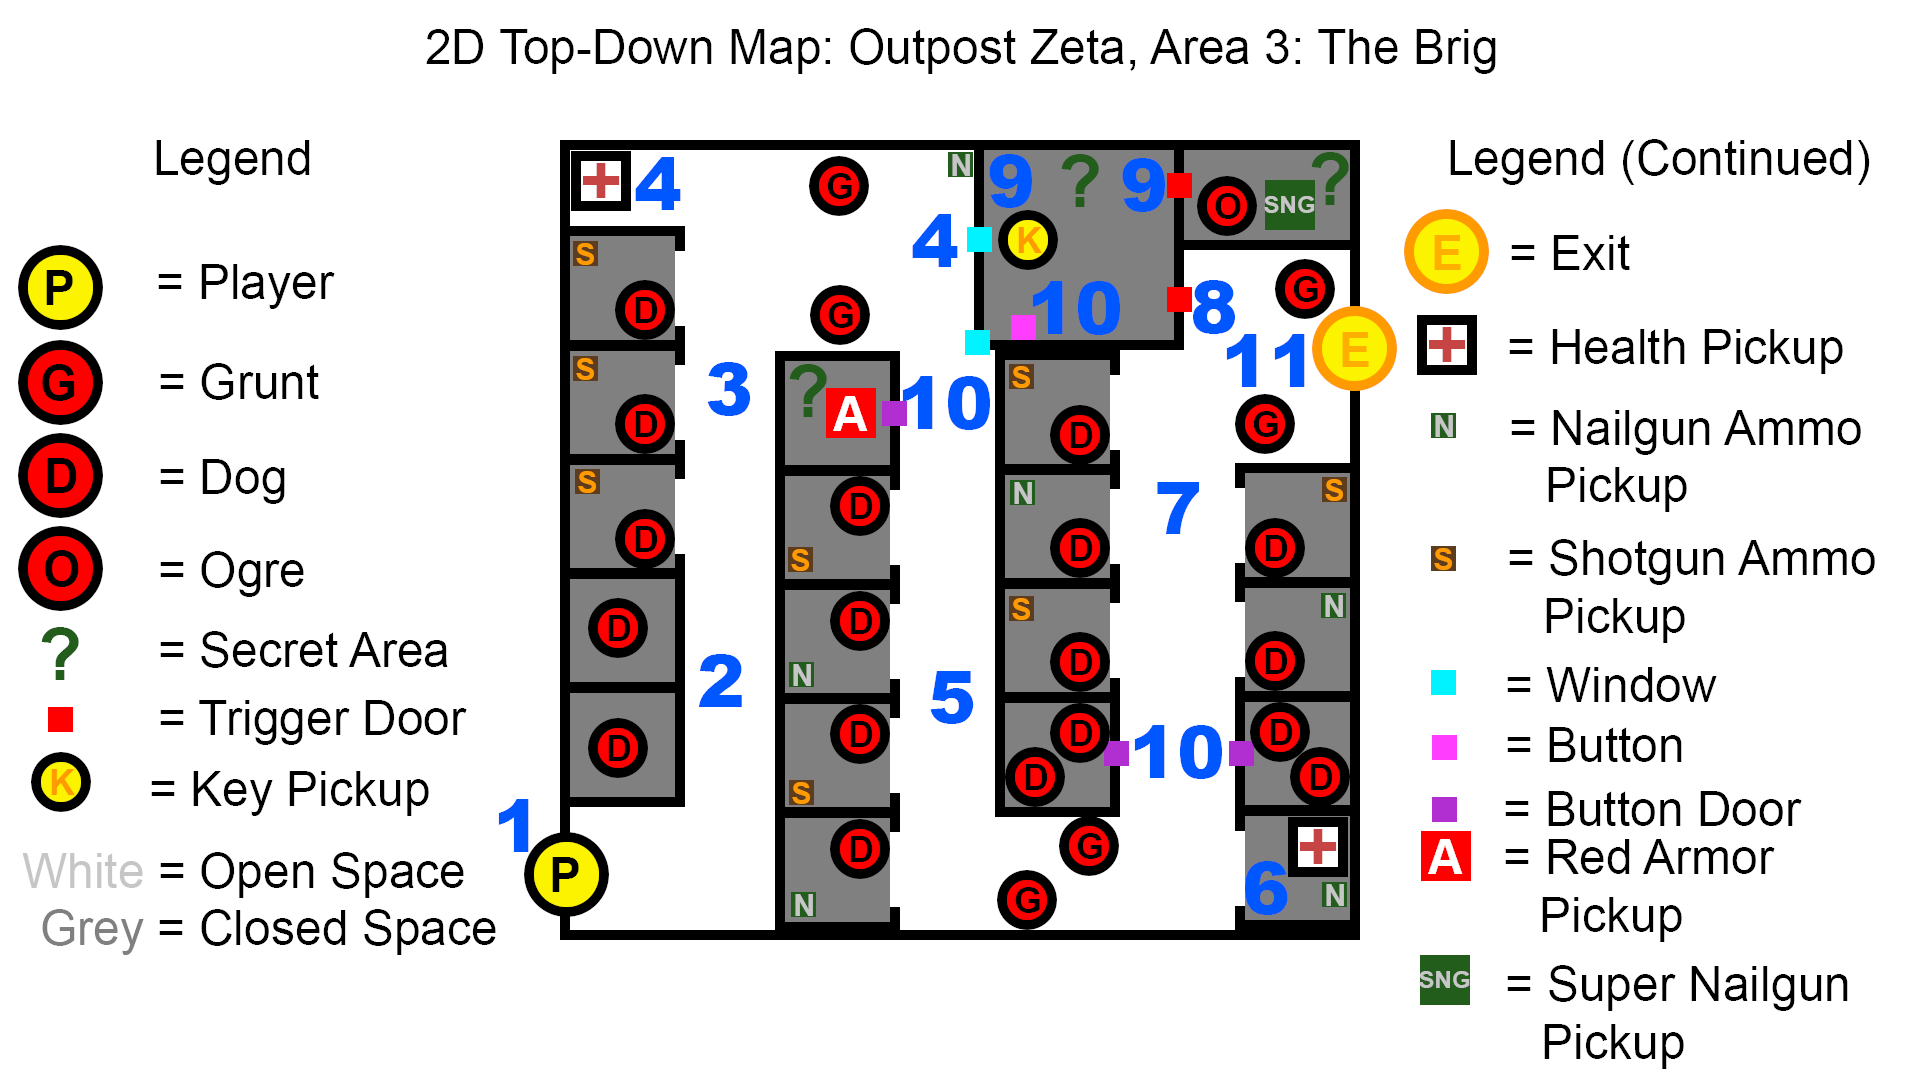 2D Top-Down Map: Outpost Zeta, Area 3: The Brig
Legend
P = Player
G = Grunt
D = Dog
O = Ogre
? = Secret Area
= Trigger Door
K = Key Pickup
White = Open Space
Grey = Closed Space
4 G N 9 ? 9 O SNG ?
S D G 4 K 10 8 G
S D 3 ? A 10 S D 11 E
G
S D D S N D 7 S D
D 2 D N S D N D
D D S 5 D D 10 D D
1 P D N G G 6 N
Legend (Continued)
E = Exit
= Health Pickup
N = Nailgun Ammo
Pickup
S = Shotgun Ammo
Pickup
= Window
= Button
= Button Door
A = Red Armor
Pickup
SNG = Super Nailgun
Pickup